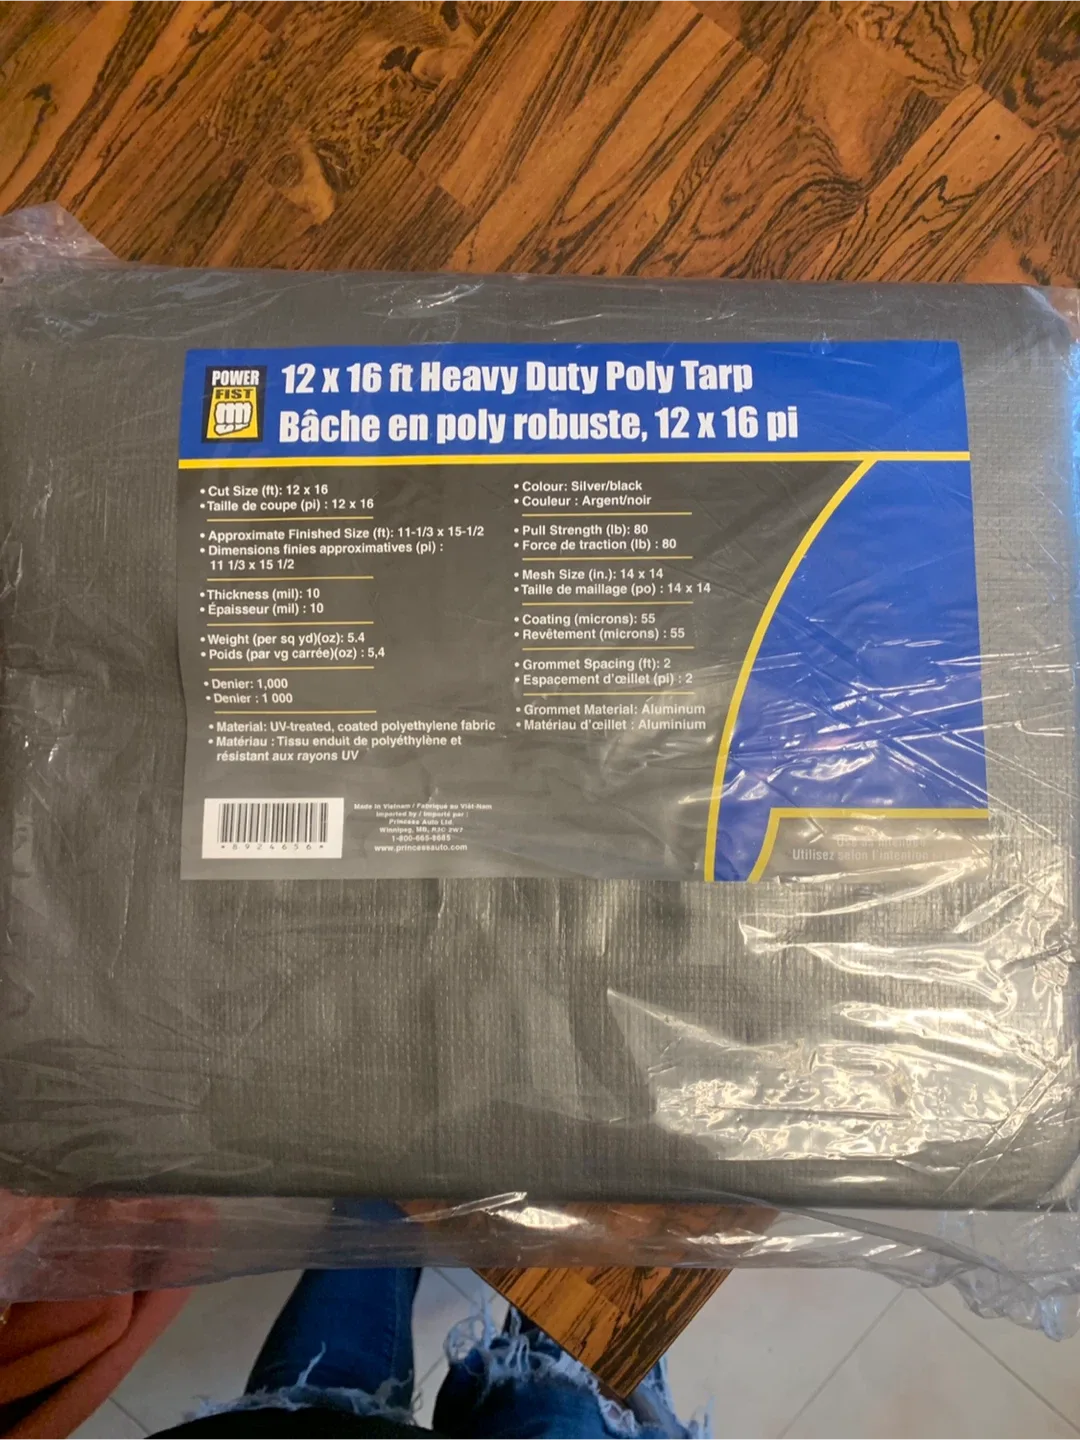 POWER
FIST
12 x 16 ft Heavy Duty Poly Tarp
Bâche en poly robuste, 12 x 16 pi
• Cut Size (ft): 12 x 16
• Taille de coupe (pi) : 12 x 16
• Approximate Finished Size (ft): 11-1/3 x 15-1/2
• Dimensions finies approximatives (pi) :
11 1/3 x 15 1/2
• Thickness (mil): 10
• Épaisseur (mil) : 10
• Weight (per sq yd)(oz): 5.4
• Poids (par vg carrée)(oz) : 5,4
• Denier: 1,000
• Denier : 1 000
• Material: UV-treated, coated polyethylene fabric
• Matériau : Tissu enduit de polyéthylène et
résistant aux rayons UV
• Colour: Silver/black
• Couleur : Argent/noir
• Pull Strength (lb): 80
• Force de traction (lb) : 80
• Mesh Size (in.): 14 x 14
• Taille de maillage (po) : 14 x 14
• Coating (microns): 55
• Revêtement (microns) : 55
• Grommet Spacing (ft): 2
• Espacement d'œillet (pi) : 2
• Grommet Material: Aluminum
• Matériau d'œillet : Aluminium
*8924656*
Made in Vietnam / Fabriqué au Viêt-Nam
Imported by / Importé par :
Princess Auto Ltd.
Winnipeg, MB, R3C 2W7
1-800-665-8685
www.princessauto.com
Use as intended
Utilisez selon l'intention